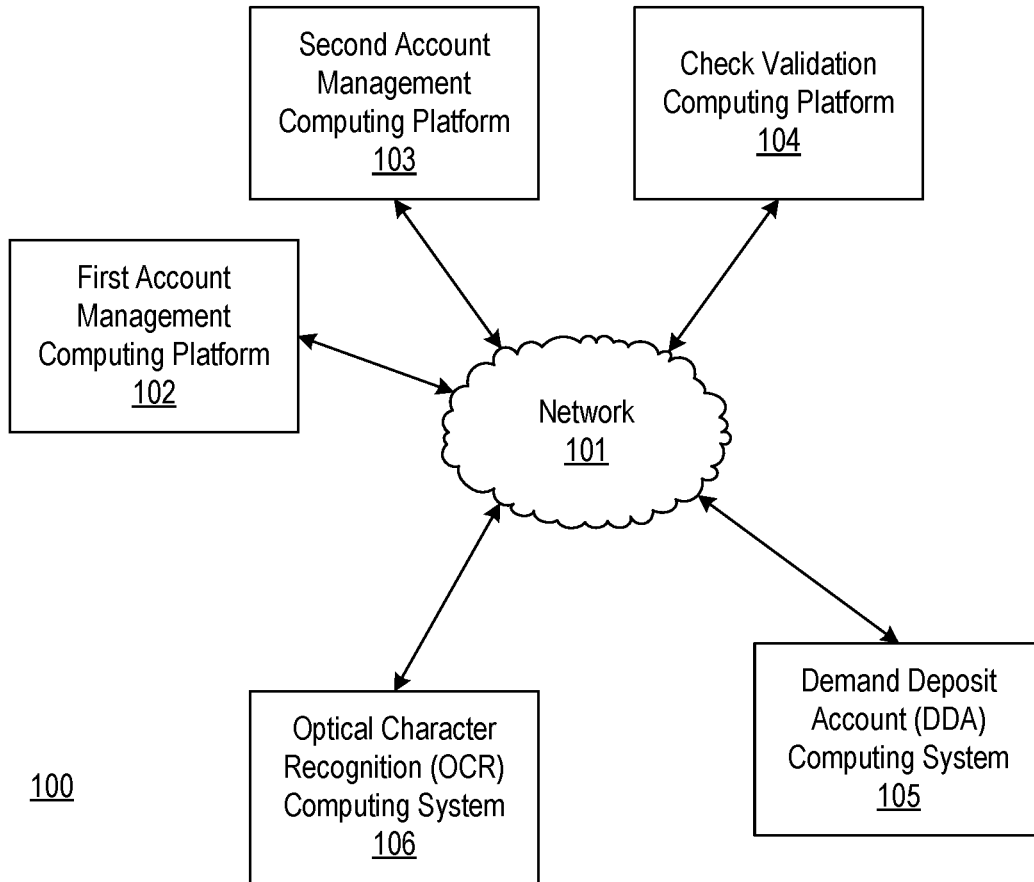 Second Account
Management
Computing Platform
103
Check Validation
Computing Platform
104
First Account
Management
Computing Platform
102
Network
101
Optical Character
Recognition (OCR)
Computing System
106
Demand Deposit
Account (DDA)
Computing System
105
100